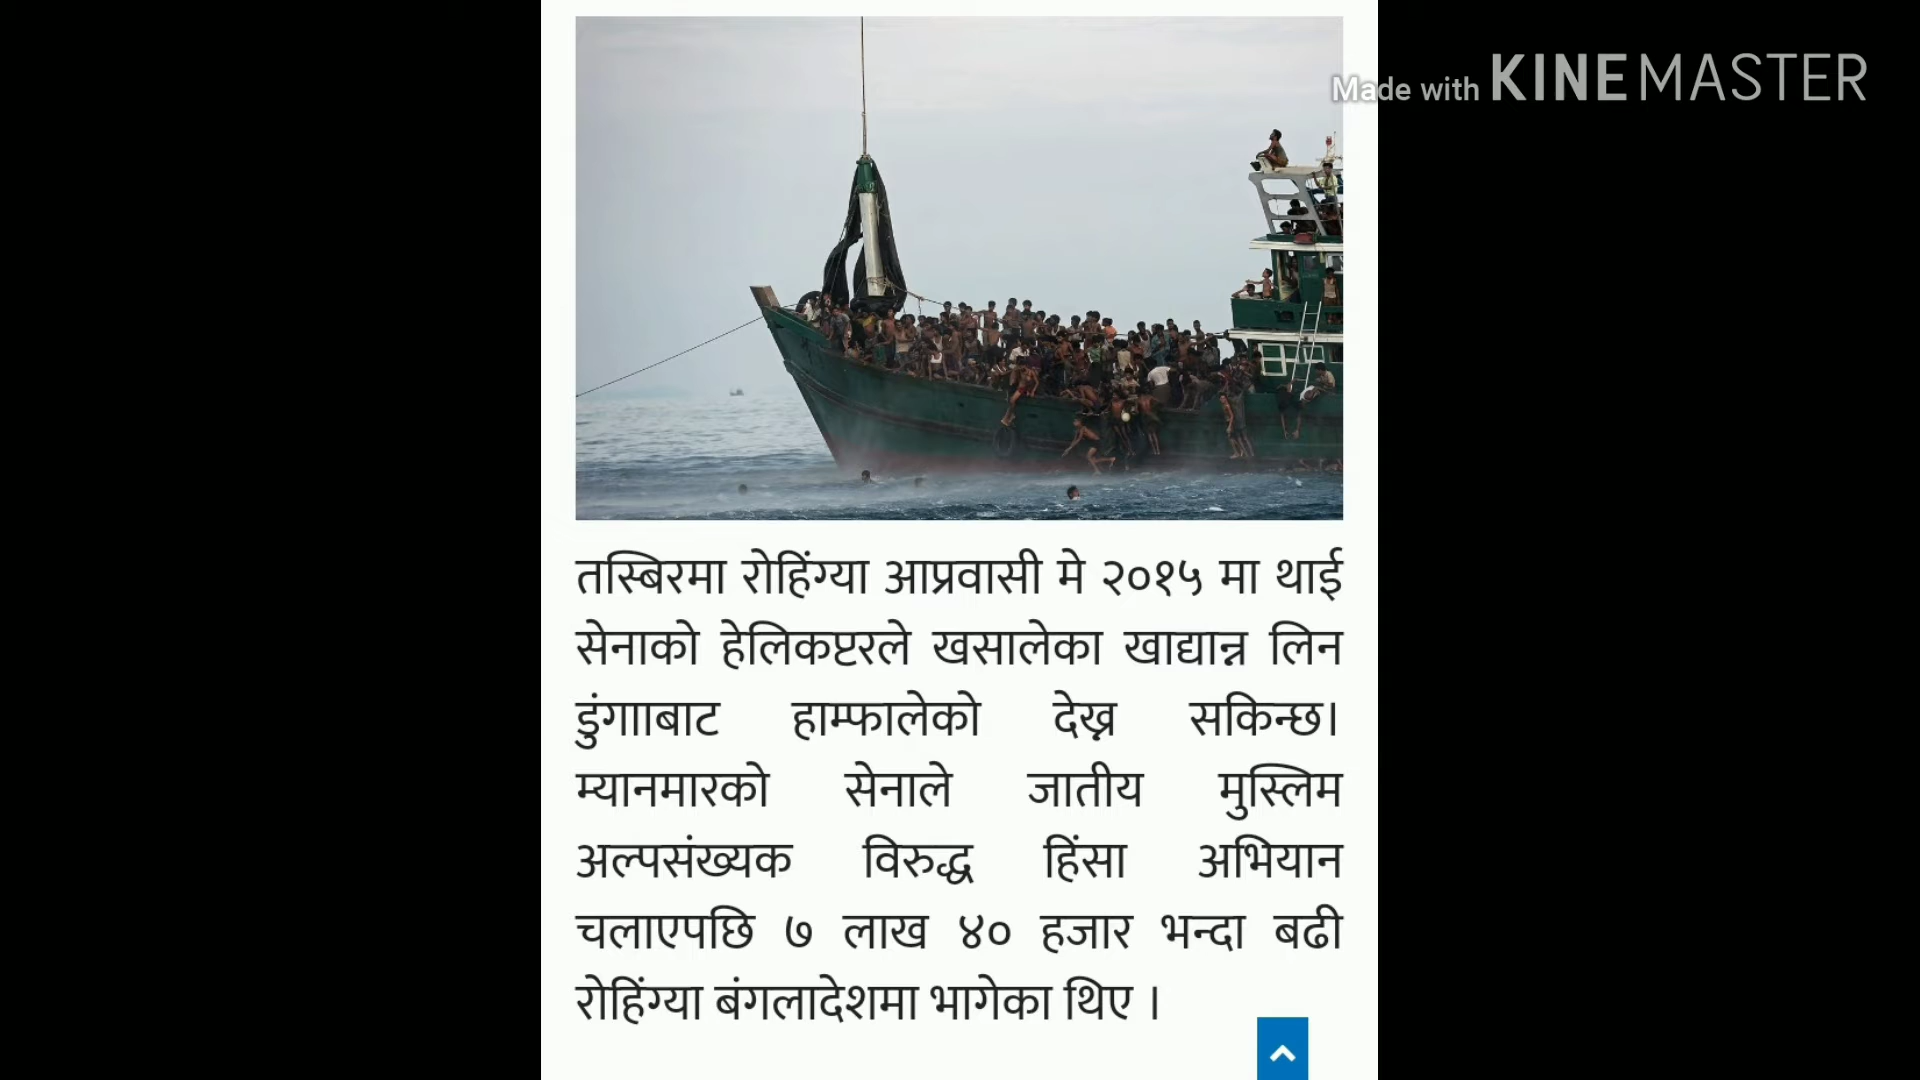 Made with KINEMASTER
तस्बिरमा रोहिंग्या आप्रवासी मे २०१५ मा थाई
सेनाको हेलिकप्टरले खसालेका खाद्यान्न लिन
डुंगााबाट हाम्फालेको देख्न सकिन्छ।
म्यानमारको सेनाले जातीय मुस्लिम
अल्पसंख्यक विरुद्ध हिंसा अभियान
चलाएपछि ७ लाख ४० हजार भन्दा बढी
रोहिंग्या बंगलादेशमा भागेका थिए ।